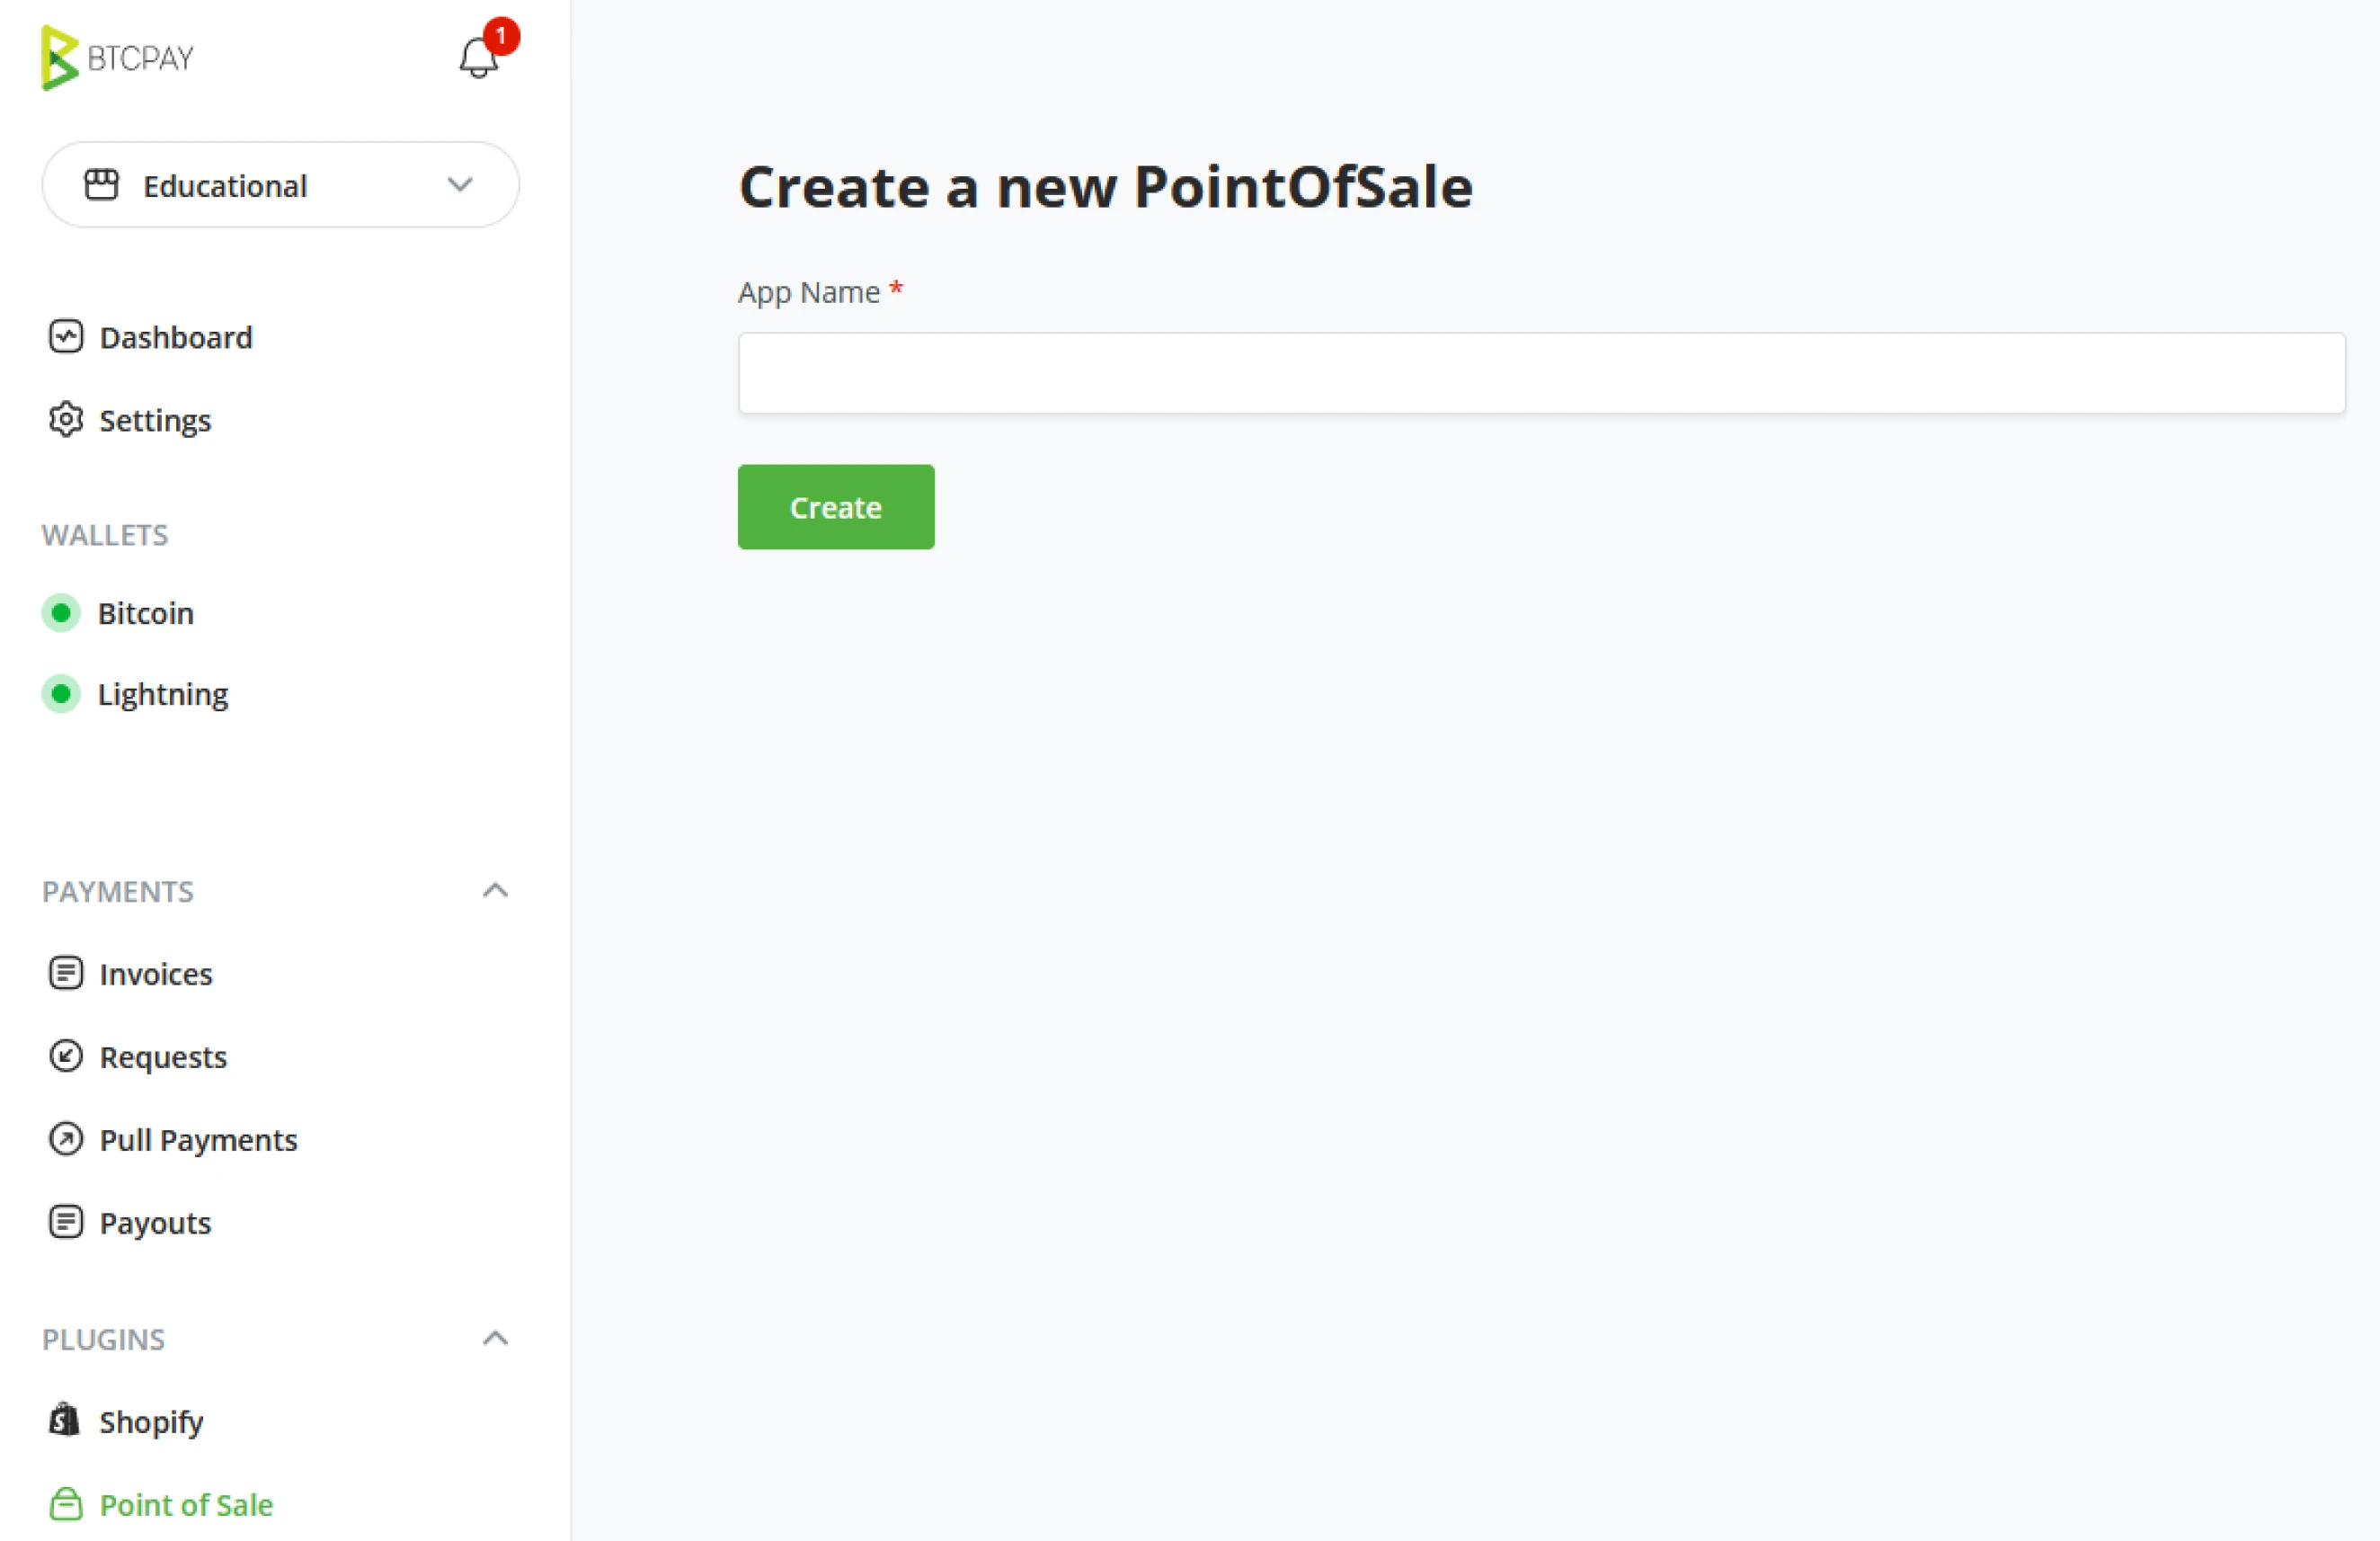 BTCPAY
1
Educational
Dashboard
Settings
WALLETS
Bitcoin
Lightning
PAYMENTS
Invoices
Requests
Pull Payments
Payouts
PLUGINS
Shopify
Point of Sale
Create a new PointOfSale
App Name *
Create